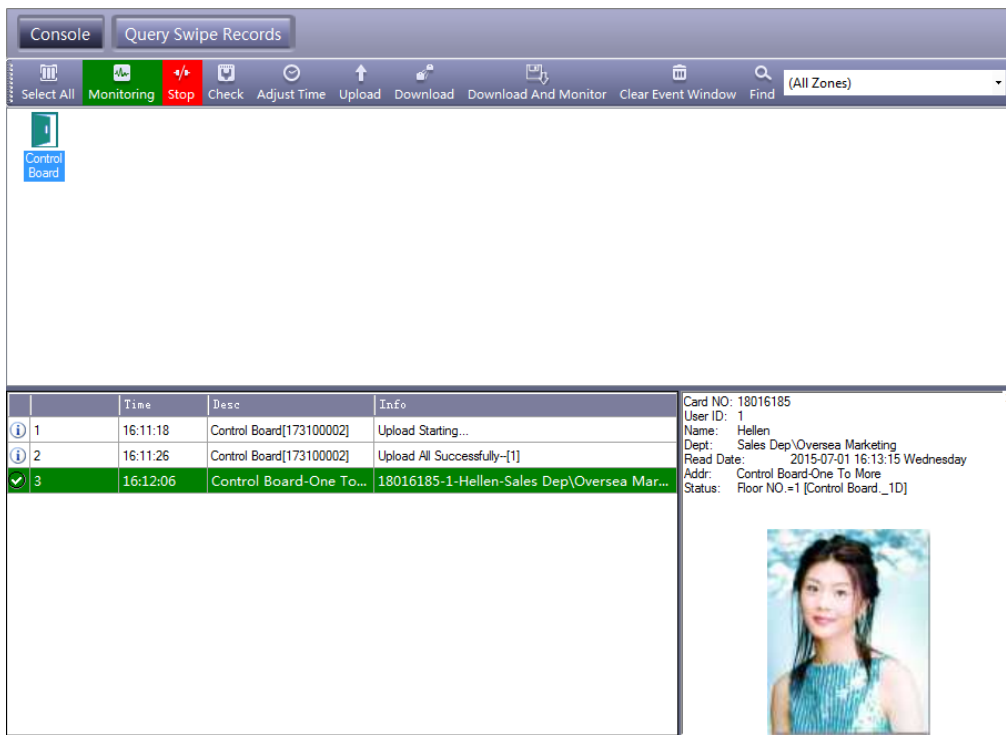 Console Query Swipe Records
Select All Monitoring Stop Check Adjust Time Upload Download Download And Monitor Clear Event Window Find (All Zones)
Control
Board
Time Desc Info
1 16:11:18 Control Board[173100002] Upload Starting...
2 16:11:26 Control Board[173100002] Upload All Successfully--[1]
3 16:12:06 Control Board-One To... 18016185-1-Hellen-Sales Dep\Oversea Mar...
Card NO: 18016185
User ID: 1
Name: Hellen
Dept: Sales Dep\Oversea Marketing
Read Date: 2015-07-01 16:13:15 Wednesday
Addr: Control Board-One To More
Status: Floor NO.=1 [Control Board._1D]